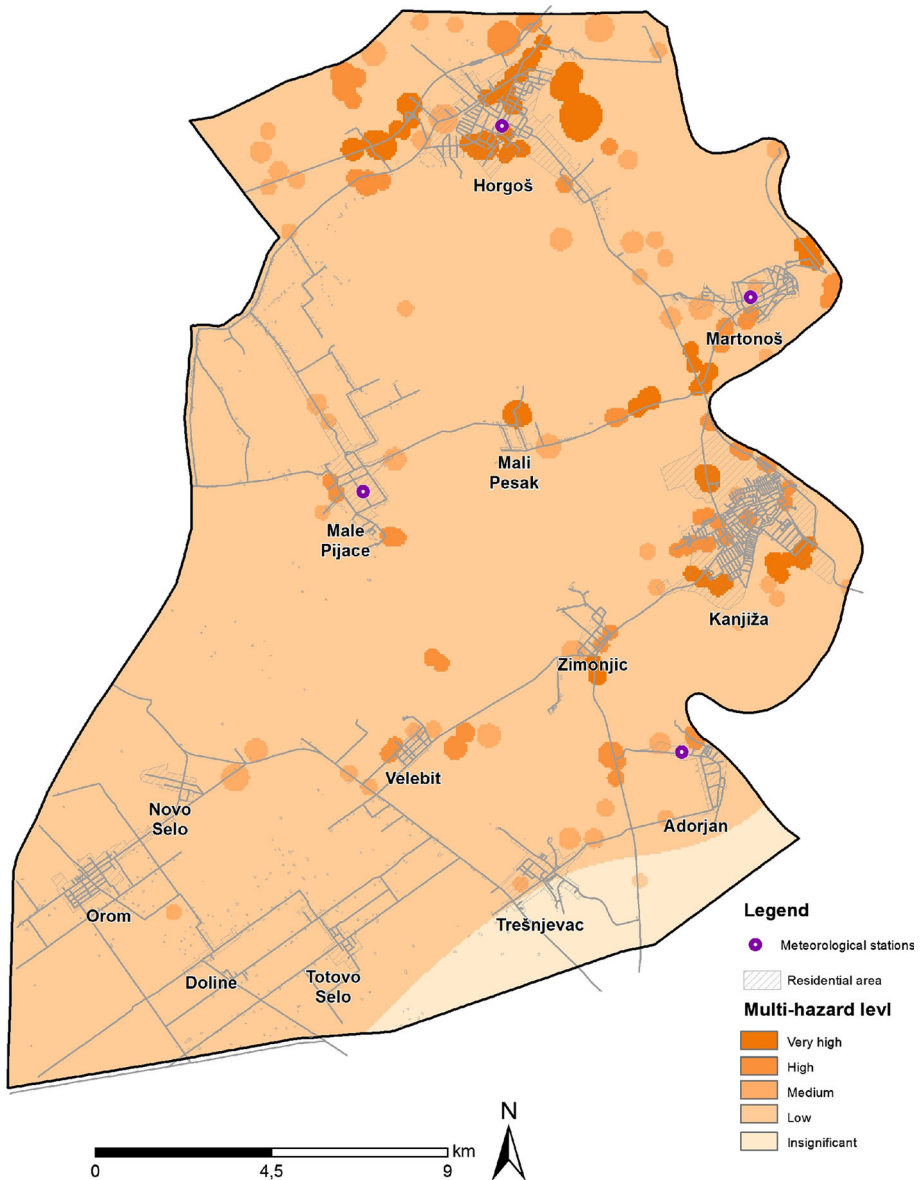 Horgoš
Martonoš
Mali
Pesak
Male
Pijace
Kanjiža
Zimonjic
Velebit
Novo
Selo
Adorjan
Orom
Trešnjevac
Doline
Totovo
Selo
Legend
Meteorological stations
Residential area
Multi-hazard levl
Very high
High
Medium
Low
Insignificant
N
km
0
4,5
9